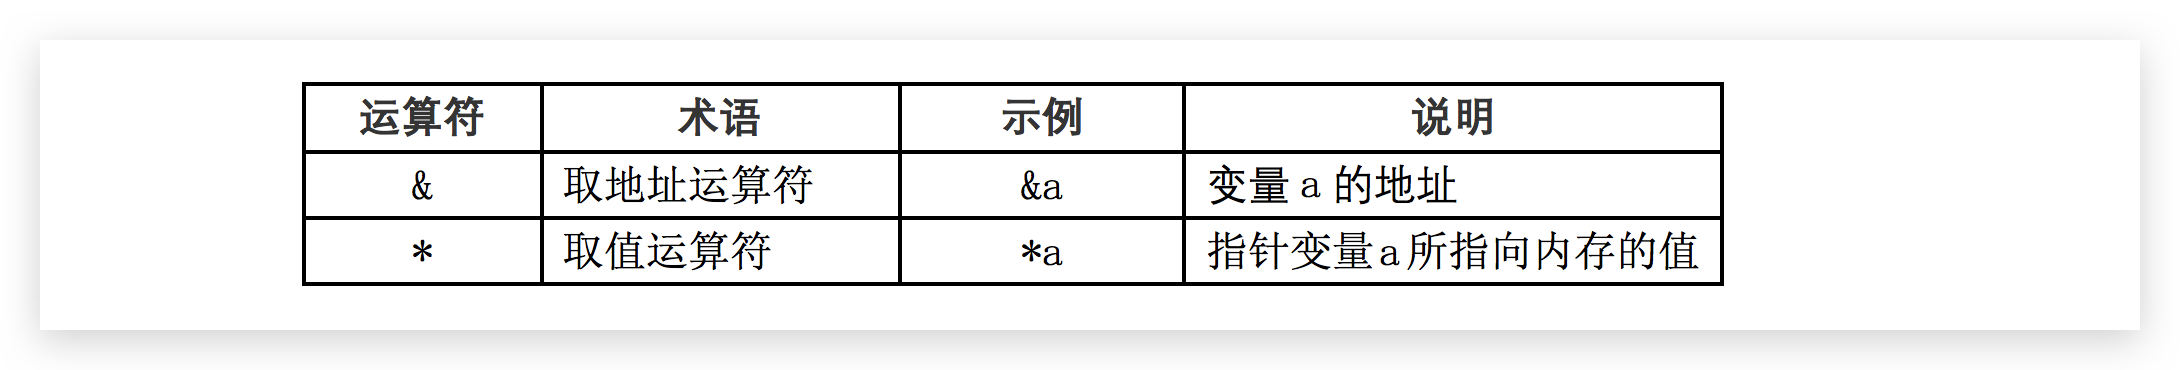 运算符 术语 示例 说明
& 取地址运算符 &a 变量 a 的地址
* 取值运算符 *a 指针变量a所指向内存的值